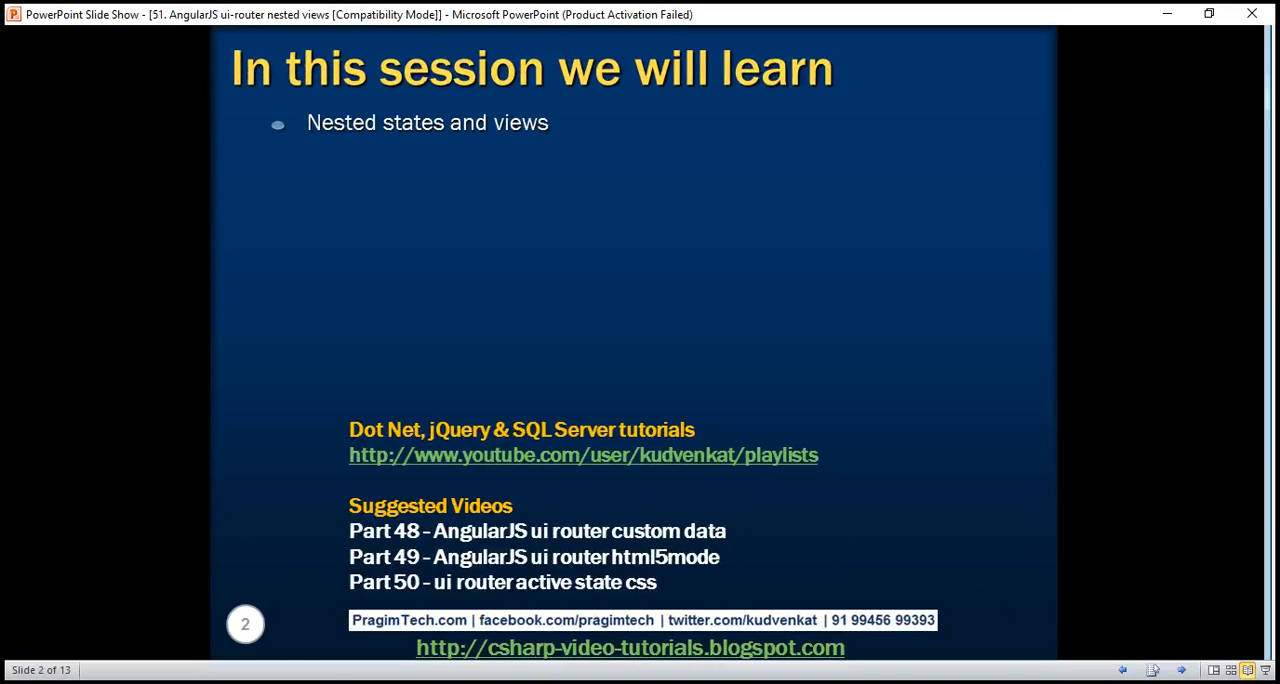 PowerPoint Slide Show - [51. AngularJS ui-router nested views [Compatibility Mode]] - Microsoft PowerPoint (Product Activation Failed)
In this session we will learn
Nested states and views
Dot Net, jQuery & SQL Server tutorials
http://www.youtube.com/user/kudvenkat/playlists
Suggested Videos
Part 48 - AngularJS ui router custom data
Part 49 - AngularJS ui router html5mode
Part 50 - ui router active state css
2
PragimTech.com | facebook.com/pragimtech | twitter.com/kudvenkat | 91 99456 99393
http://csharp-video-tutorials.blogspot.com
Slide 2 of 13